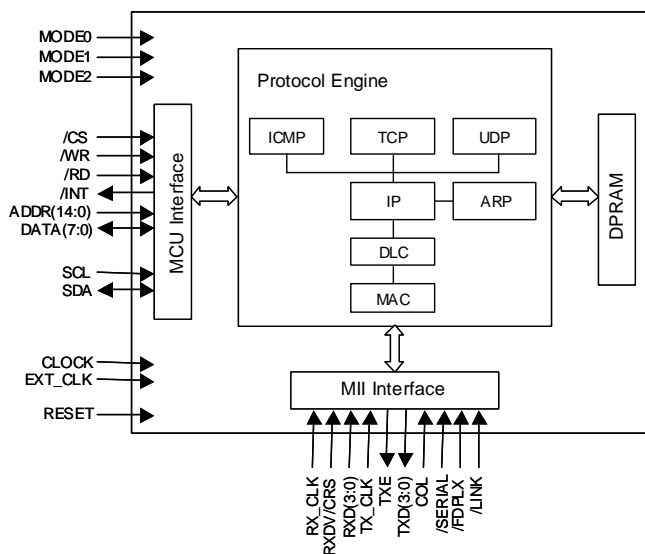 MODE0
MODE1
MODE2
Protocol Engine
ICMP
TCP
UDP
IP
ARP
DLC
MAC
/CS
/WR
/RD
/INT
ADDR(14:0)
DATA(7:0)
SCL
SDA
MCU Interface
DPRAM
CLOCK
EXT_CLK
RESET
MII Interface
RX_CLK
RXDV/CRS
RXD(3:0)
TX_CLK
TXE
TXD(3:0)
COL
/SERIAL
/FDPLX
/LINK